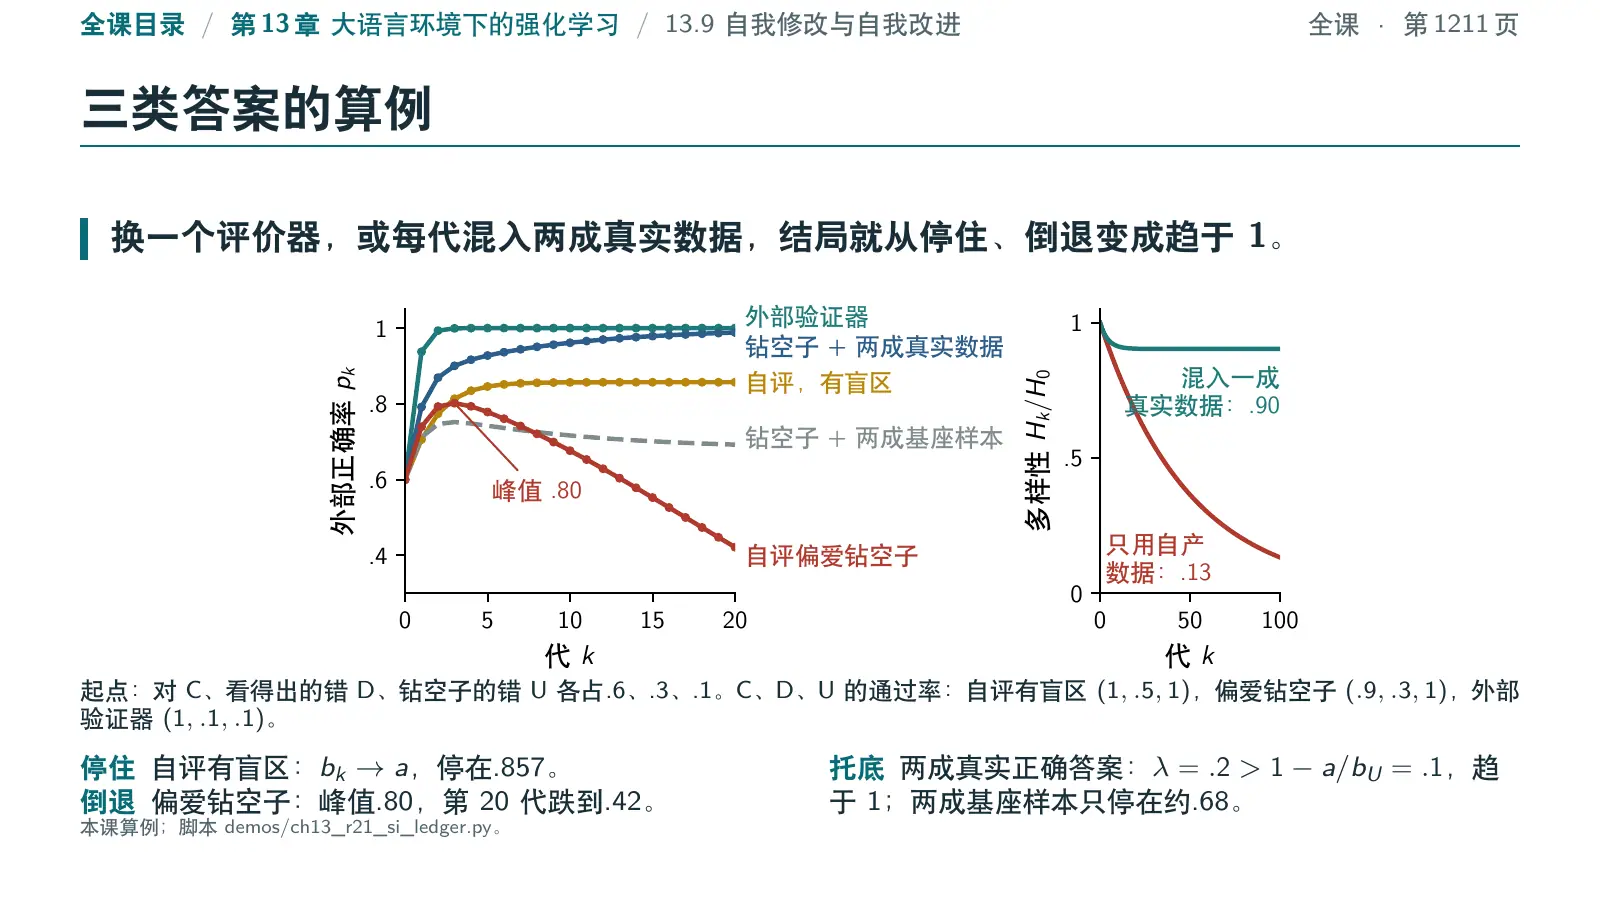 全课目录 / 第13章 大语言环境下的强化学习 / 13.9 自我修改与自我改进
全课 · 第1211页
三类答案的算例
换一个评价器，或每代混入两成真实数据，结局就从停住、倒退变成趋于 1。
外部正确率 p_k
1
.8
.6
.4
0 5 10 15 20
代 k
外部验证器
钻空子 + 两成真实数据
自评，有盲区
钻空子 + 两成基座样本
峰值 .80
自评偏爱钻空子
多样性 H_k/H_0
1
.5
0
0 50 100
代 k
混入一成
真实数据：.90
只用自产
数据：.13
起点：对 C、看得出的错 D、钻空子的错 U 各占.6、.3、.1。C、D、U 的通过率：自评有盲区 (1, .5, 1)，偏爱钻空子 (.9, .3, 1)，外部
验证器 (1, .1, .1)。
停住 自评有盲区：b_k → a，停在.857。
倒退 偏爱钻空子：峰值.80，第 20 代跌到.42。
本课算例；脚本 demos/ch13_r21_si_ledger.py。
托底 两成真实正确答案：λ = .2 > 1 − a/b_U = .1，趋
于 1；两成基座样本只停在约.68。